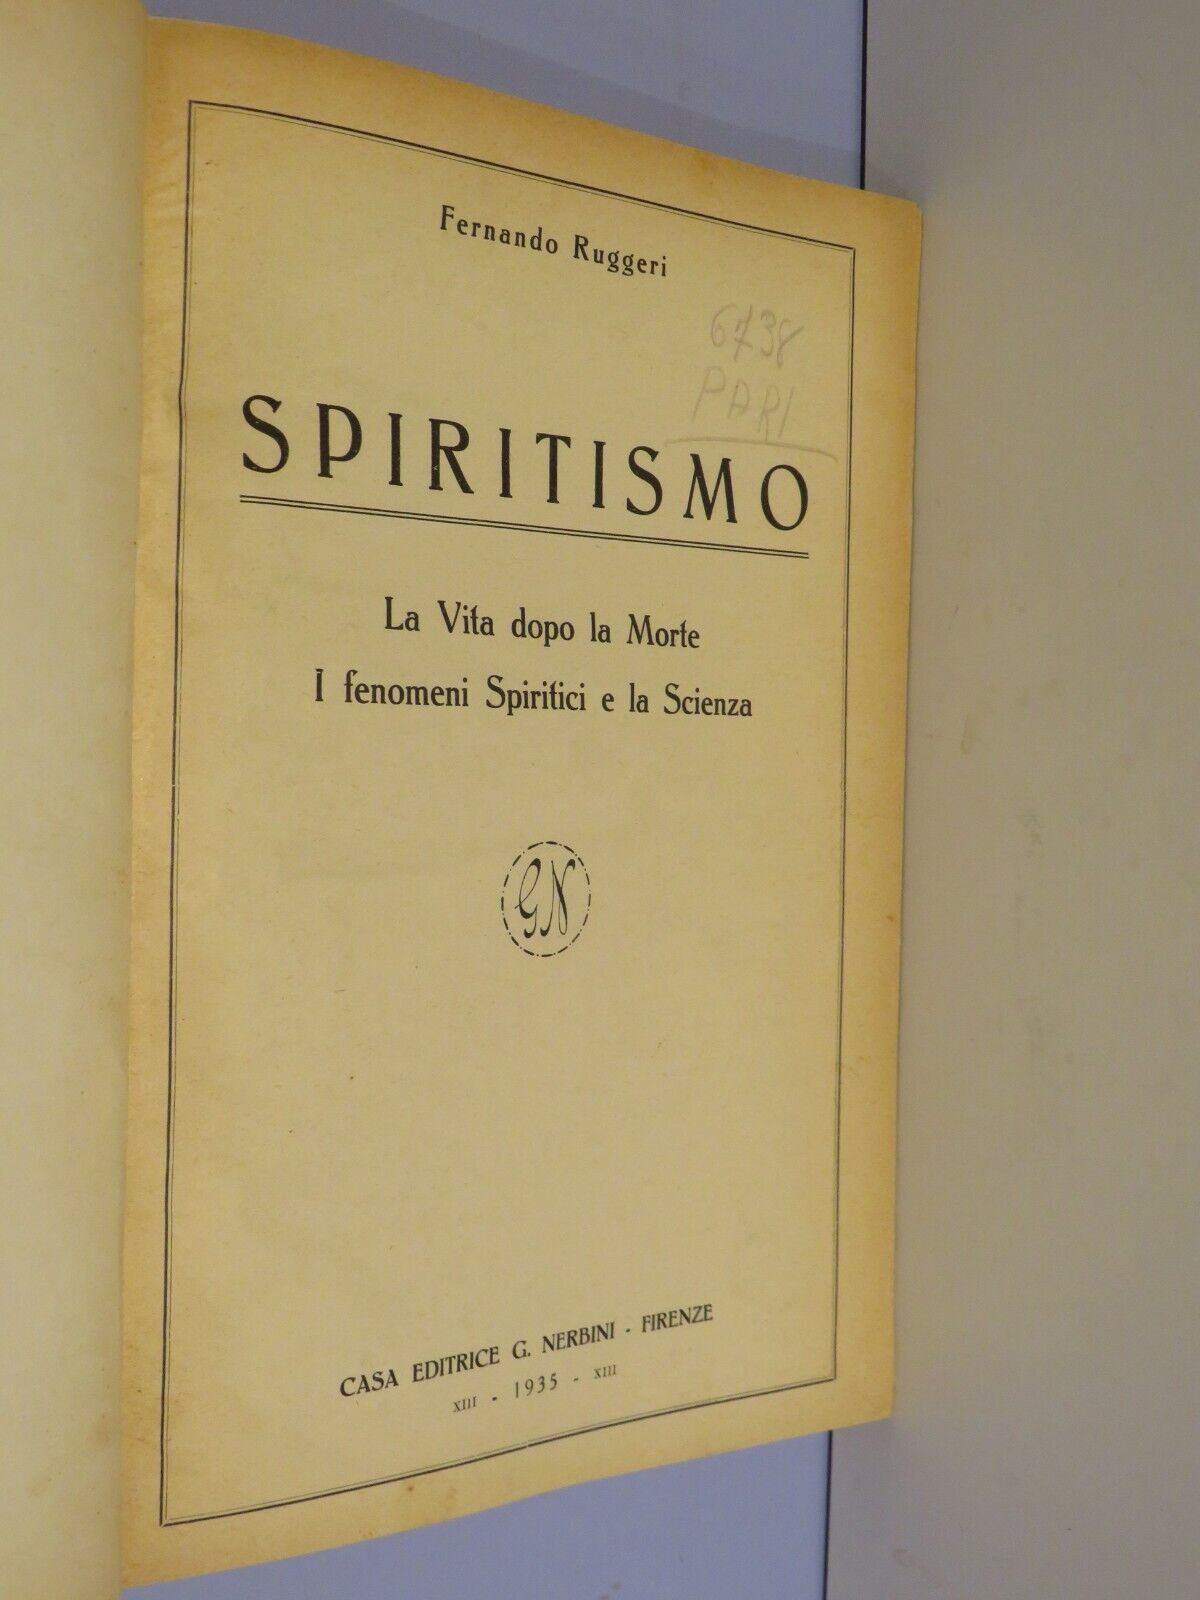 Fernando Ruggeri
6738
PARI
SPIRITISMO
La Vita dopo la Morte
I fenomeni Spiritici e la Scienza
GN
CASA EDITRICE G. NERBINI - FIRENZE
XIII - 1935 - XIII